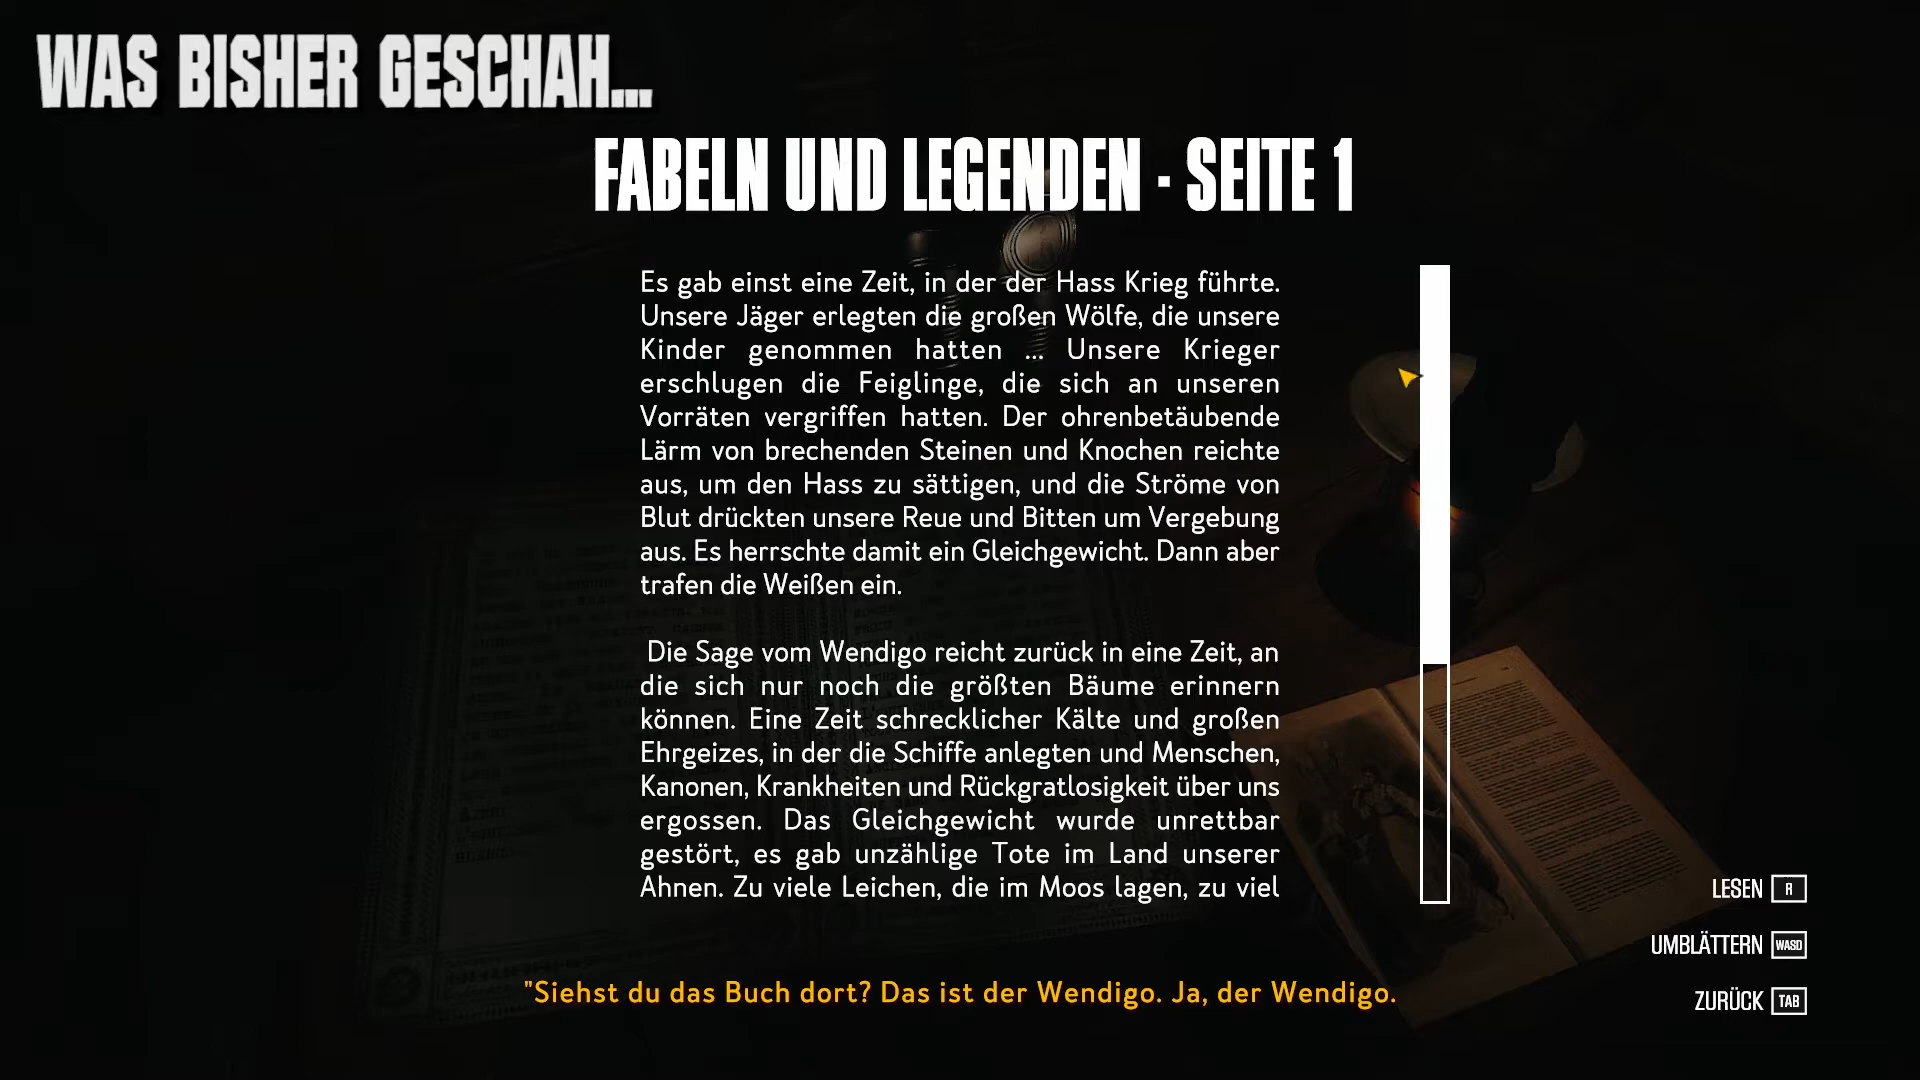 WAS BISHER GESCHAH...
FABELN UND LEGENDEN - SEITE 1
Es gab einst eine Zeit, in der der Hass Krieg führte.
Unsere Jäger erlegten die großen Wölfe, die unsere
Kinder genommen hatten ... Unsere Krieger
erschlugen die Feiglinge, die sich an unseren
Vorräten vergriffen hatten. Der ohrenbetäubende
Lärm von brechenden Steinen und Knochen reichte
aus, um den Hass zu sättigen, und die Ströme von
Blut drückten unsere Reue und Bitten um Vergebung
aus. Es herrschte damit ein Gleichgewicht. Dann aber
trafen die Weißen ein.
Die Sage vom Wendigo reicht zurück in eine Zeit, an
die sich nur noch die größten Bäume erinnern
können. Eine Zeit schrecklicher Kälte und großen
Ehrgeizes, in der die Schiffe anlegten und Menschen,
Kanonen, Krankheiten und Rückgratlosigkeit über uns
ergossen. Das Gleichgewicht wurde unrettbar
gestört, es gab unzählige Tote im Land unserer
Ahnen. Zu viele Leichen, die im Moos lagen, zu viel
LESEN R
UMBLÄTTERN WASD
ZURÜCK TAB
"Siehst du das Buch dort? Das ist der Wendigo. Ja, der Wendigo.